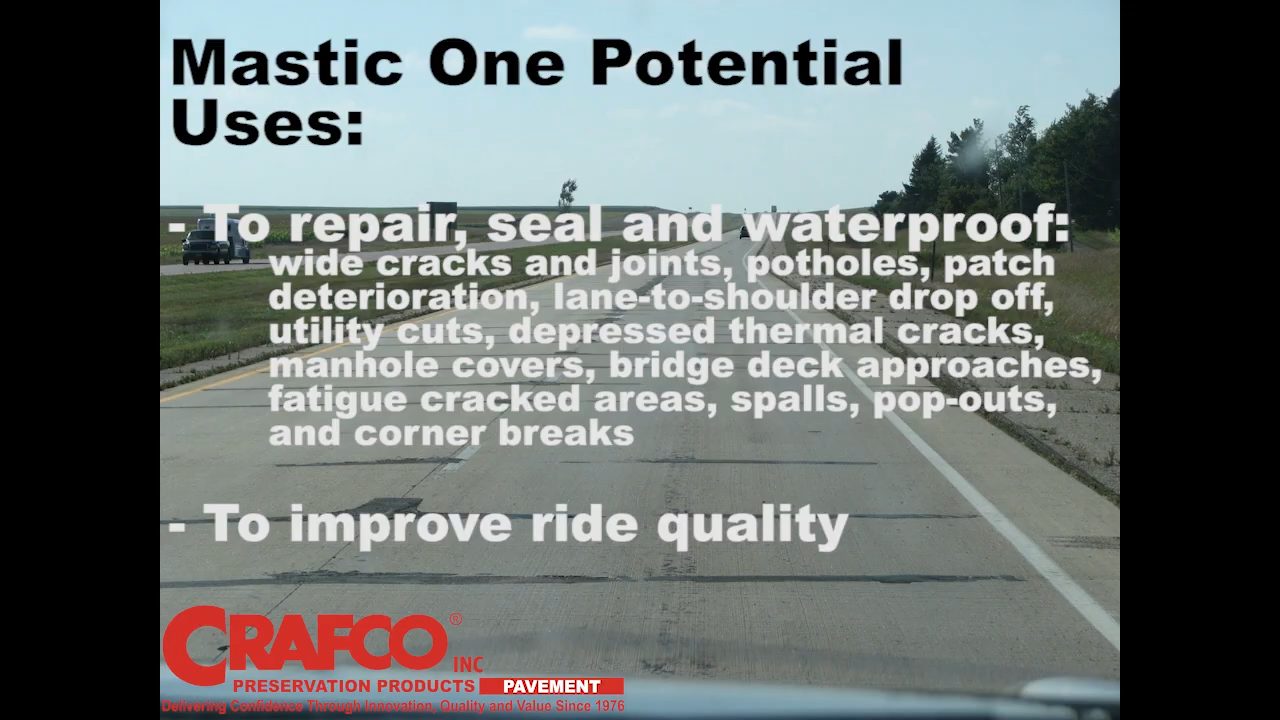 Mastic One Potential
Uses:
- To repair, seal and waterproof:
wide cracks and joints, potholes, patch
deterioration, lane-to-shoulder drop off,
utility cuts, depressed thermal cracks,
manhole covers, bridge deck approaches,
fatigue cracked areas, spalls, pop-outs,
and corner breaks
- To improve ride quality
CRAFCO® INC
PRESERVATION PRODUCTS PAVEMENT
Delivering Confidence Through Innovation, Quality and Value Since 1976